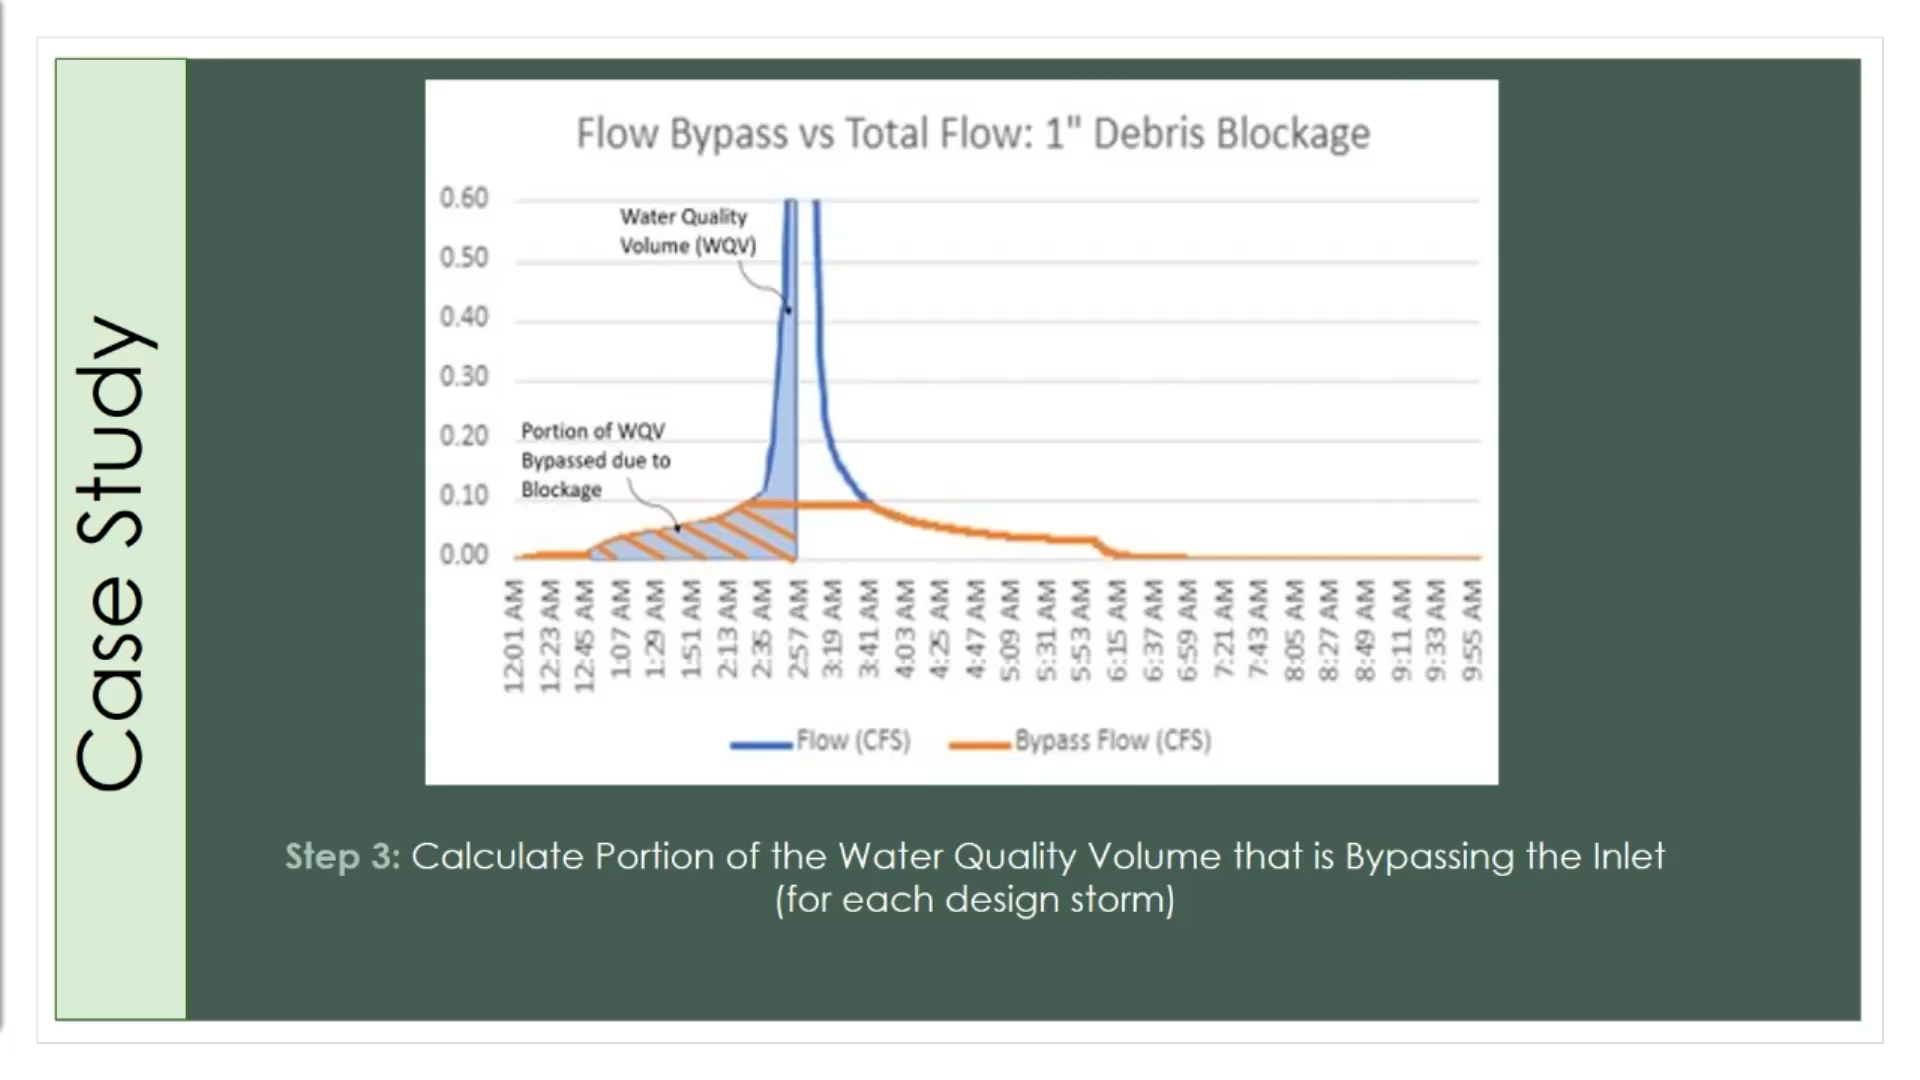 Case Study
Flow Bypass vs Total Flow: 1" Debris Blockage
0.60
0.50
0.40
0.30
0.20
0.10
0.00
Water Quality
Volume (WQV)
Portion of WQV
Bypassed due to
Blockage
12:01 AM
12:23 AM
12:45 AM
1:07 AM
1:29 AM
1:51 AM
2:13 AM
2:35 AM
2:57 AM
3:19 AM
3:41 AM
4:03 AM
4:25 AM
4:47 AM
5:09 AM
5:31 AM
5:53 AM
6:15 AM
6:37 AM
6:59 AM
7:21 AM
7:43 AM
8:05 AM
8:27 AM
8:49 AM
9:11 AM
9:33 AM
9:55 AM
Flow (CFS)
Bypass Flow (CFS)
Step 3: Calculate Portion of the Water Quality Volume that is Bypassing the Inlet
(for each design storm)